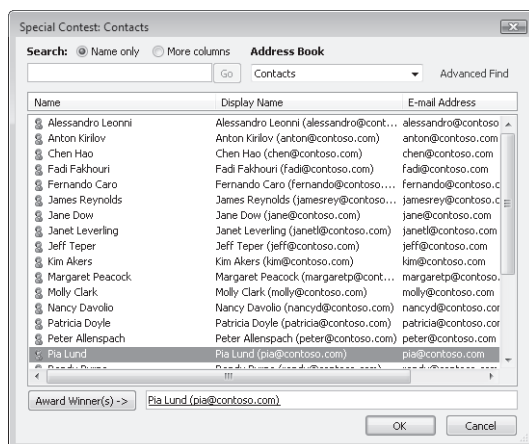 Special Contest: Contacts
Search: Name only More columns Address Book
Go Contacts Advanced Find
Name Display Name E-mail Address
Alessandro Leonni Alessandro Leonni (alessandro@cont... alessandro@contoso
Anton Kirilov Anton Kirilov (anton@contoso.com) anton@contoso.com
Chen Hao Chen Hao (chen@contoso.com) chen@contoso.com
Fadi Fakhouri Fadi Fakhouri (fadi@contoso.com) fadi@contoso.com
Fernando Caro Fernando Caro (fernando@contoso.... fernando@contoso.c
James Reynolds James Reynolds (jamesrey@contoso.... jamesrey@contoso.c
Jane Dow Jane Dow (jane@contoso.com) jane@contoso.com
Janet Leverling Janet Leverling (janetl@contoso.com) janetl@contoso.com
Jeff Teper Jeff Teper (jeff@contoso.com) jeff@contoso.com
Kim Akers Kim Akers (kim@contoso.com) kim@contoso.com
Margaret Peacock Margaret Peacock (margaretp@cont... margaretp@contoso
Molly Clark Molly Clark (molly@contoso.com) molly@contoso.com
Nancy Davolio Nancy Davolio (nancyd@contoso.com) nancyd@contoso.com
Patricia Doyle Patricia Doyle (patricia@contoso.com) patricia@contoso.com
Peter Allenspach Peter Allenspach (peter@contoso.com) peter@contoso.com
Pia Lund Pia Lund (pia@contoso.com) pia@contoso.com
Award Winner(s) -> Pia Lund (pia@contoso.com)
OK Cancel